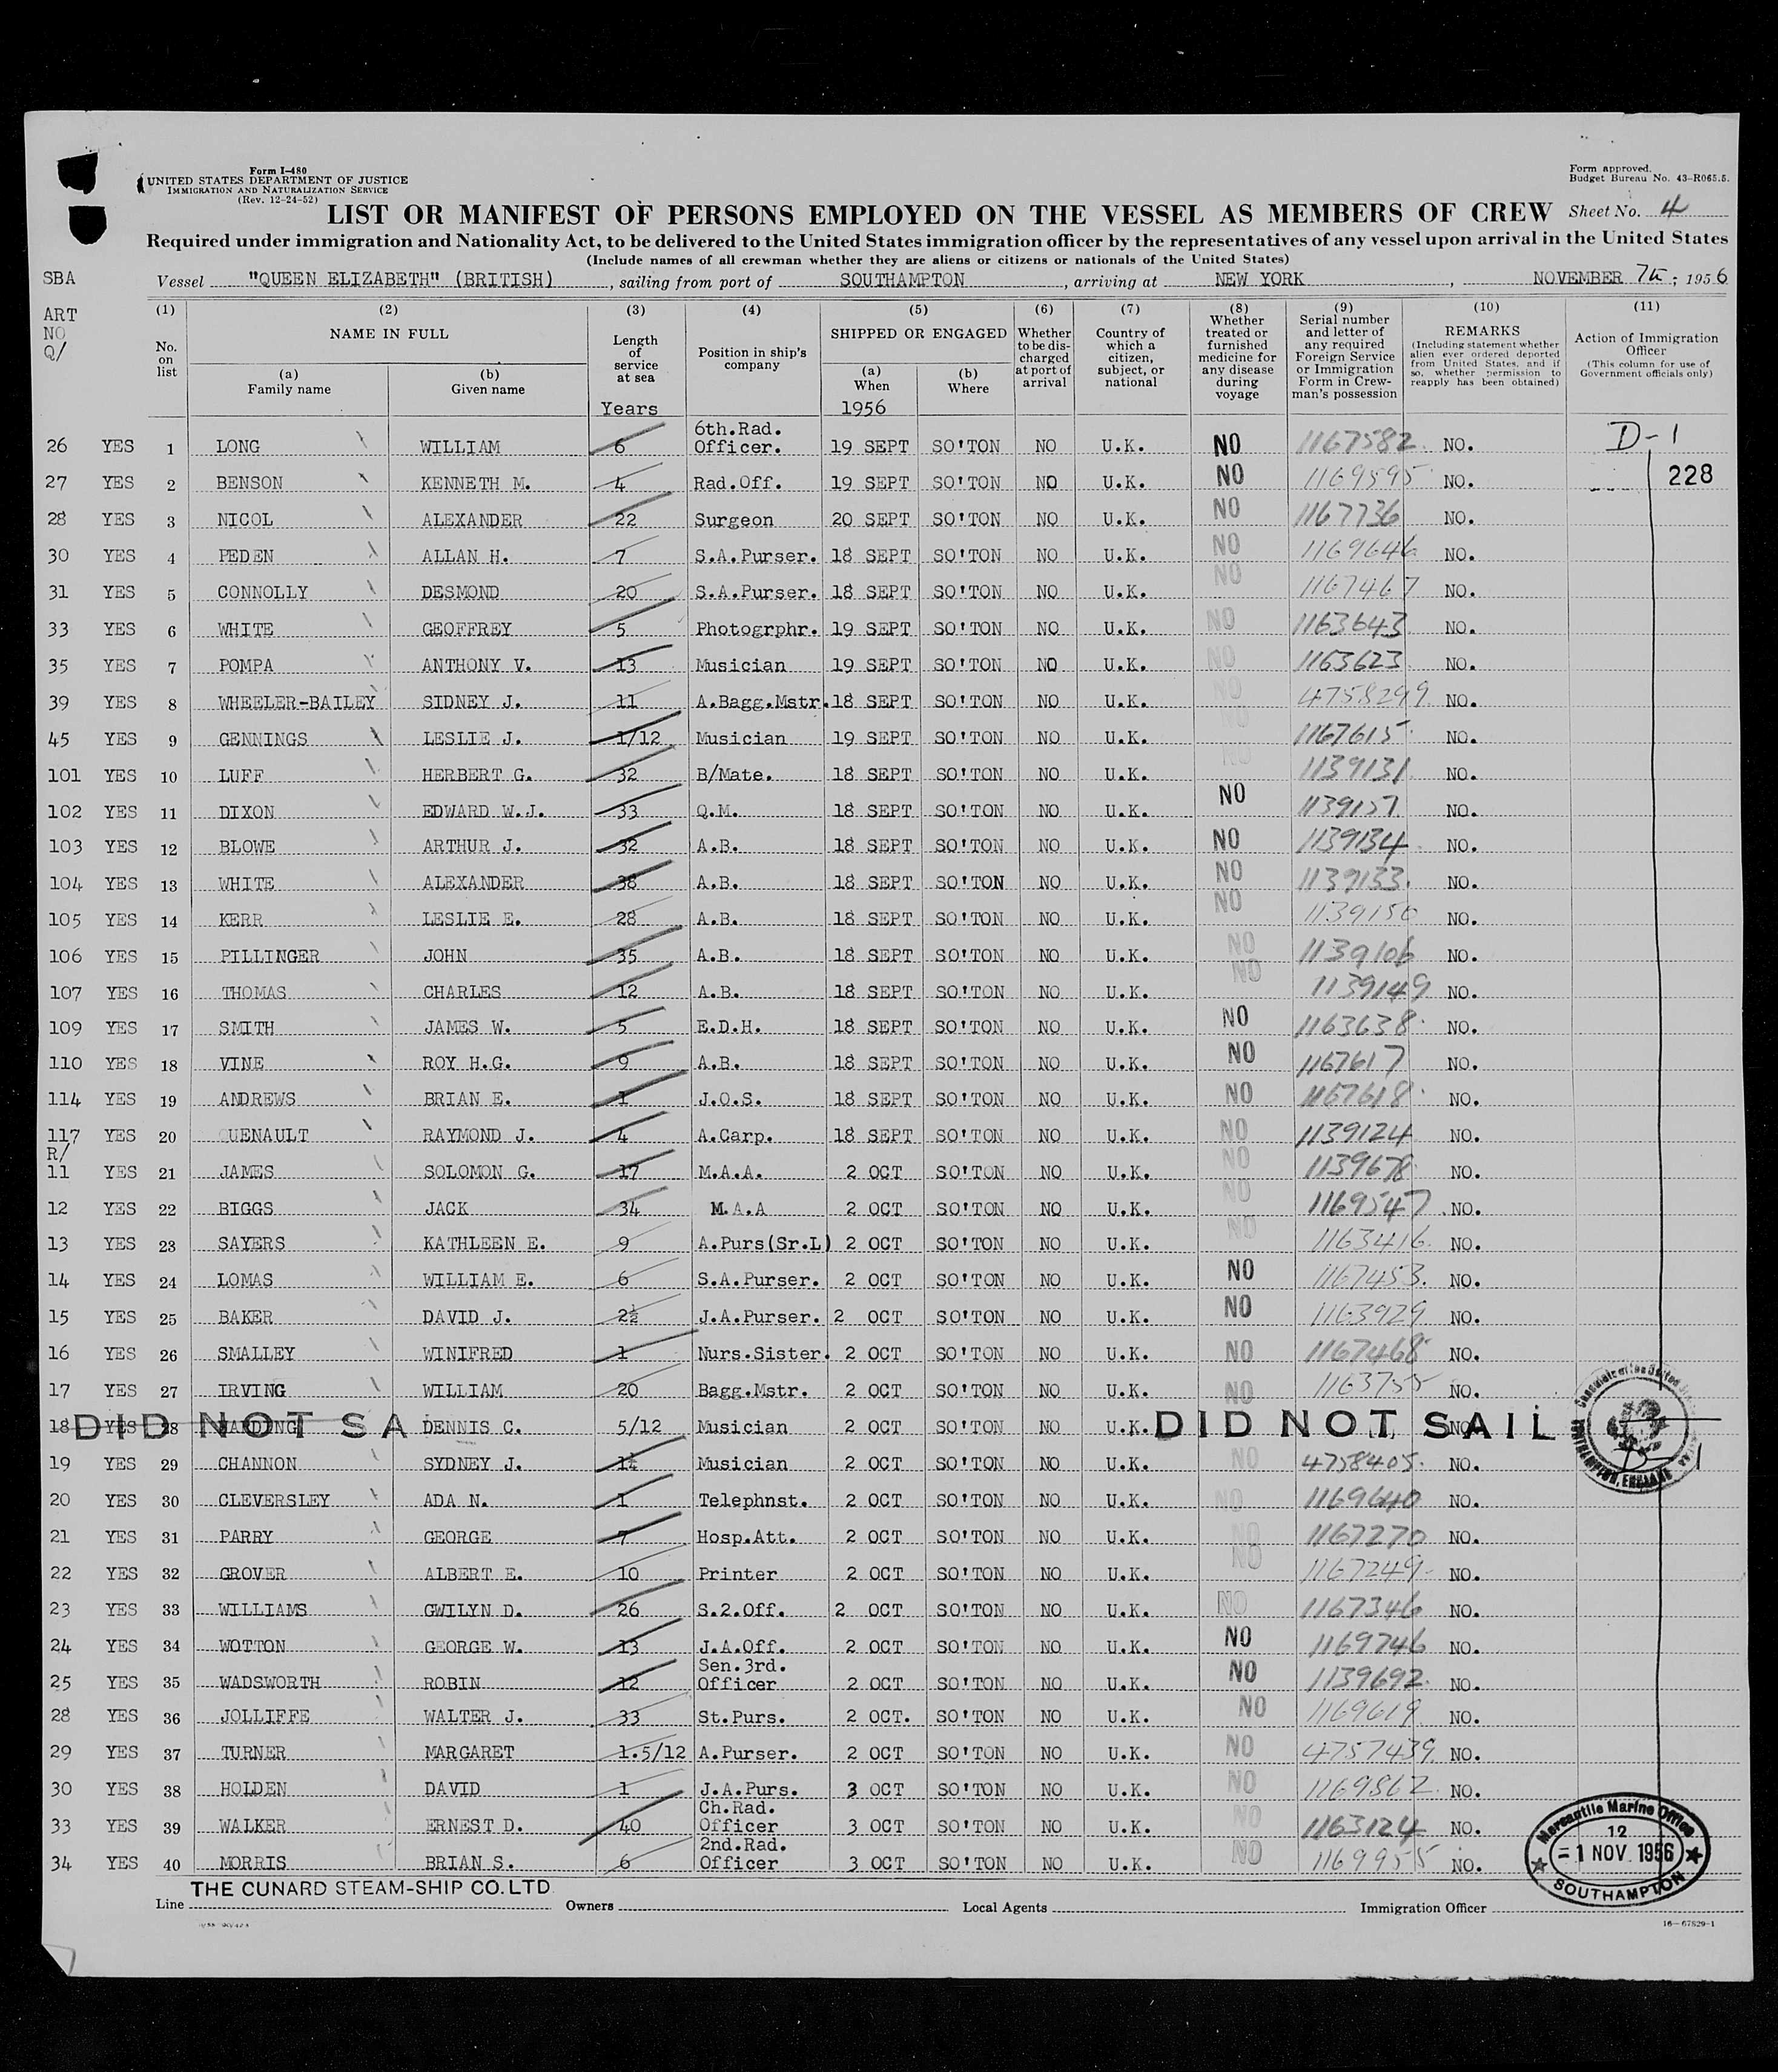 Form I-480
UNITED STATES DEPARTMENT OF JUSTICE
IMMIGRATION AND NATURALIZATION SERVICE
(Rev. 12-24-52)
Form approved.
Budget Bureau No. 43-R065.5.
LIST OR MANIFEST OF PERSONS EMPLOYED ON THE VESSEL AS MEMBERS OF CREW Sheet No. 4
Required under immigration and Nationality Act, to be delivered to the United States immigration officer by the representatives of any vessel upon arrival in the United States
(Include names of all crewman whether they are aliens or citizens or nationals of the United States)
SBA Vessel "QUEEN ELIZABETH" (BRITISH), sailing from port of SOUTHAMPTON, arriving at NEW YORK, NOVEMBER 7th, 1956
ART NO Q/
(1) No. on list
(2) NAME IN FULL
(a) Family name
(b) Given name
(3) Length of service at sea
Years
(4) Position in ship's company
(5) SHIPPED OR ENGAGED
(a) When
1956
(b) Where
(6) Whether to be discharged at port of arrival
(7) Country of which a citizen, subject, or national
(8) Whether treated or furnished medicine for any disease during voyage
(9) Serial number and letter of any required Foreign Service or Immigration Form in Crewman's possession
(10) REMARKS
(Including statement whether alien ever ordered deported from United States, and if so, whether permission to reapply has been obtained)
(11) Action of Immigration Officer
(This column for use of Government officials only)
26 YES 1 LONG WILLIAM 6 6th.Rad. Officer. 19 SEPT SO'TON NO U.K. NO 1167582 NO. D-1
27 YES 2 BENSON KENNETH M. 4 Rad.Off. 19 SEPT SO'TON NO U.K. NO 1169595 NO. 228
28 YES 3 NICOL ALEXANDER 22 Surgeon 20 SEPT SO'TON NO U.K. NO 1167736 NO.
30 YES 4 PEDEN ALLAN H. 7 S.A.Purser. 18 SEPT SO'TON NO U.K. NO 1169646 NO.
31 YES 5 CONNOLLY DESMOND 20 S.A.Purser. 18 SEPT SO'TON NO U.K. NO 1167467 NO.
33 YES 6 WHITE GEOFFREY 5 Photogrphr. 19 SEPT SO'TON NO U.K. NO 1163643 NO.
35 YES 7 POMPA ANTHONY V. 13 Musician 19 SEPT SO'TON NO U.K. NO 1163623 NO.
39 YES 8 WHEELER-BAILEY SIDNEY J. 11 A.Bagg.Mstr. 18 SEPT SO'TON NO U.K. NO 4758299 NO.
45 YES 9 GENNINGS LESLIE J. 1/12 Musician 19 SEPT SO'TON NO U.K. NO 1167615 NO.
101 YES 10 LUFF HERBERT G. 32 B/Mate. 18 SEPT SO'TON NO U.K. NO 1139131 NO.
102 YES 11 DIXON EDWARD W.J. 33 Q.M. 18 SEPT SO'TON NO U.K. NO 1139157 NO.
103 YES 12 BLOWE ARTHUR J. 32 A.B. 18 SEPT SO'TON NO U.K. NO 1139134 NO.
104 YES 13 WHITE ALEXANDER 38 A.B. 18 SEPT SO'TON NO U.K. NO 1139133. NO.
105 YES 14 KERR LESLIE E. 28 A.B. 18 SEPT SO'TON NO U.K. NO 1139150 NO.
106 YES 15 PILLINGER JOHN 35 A.B. 18 SEPT SO'TON NO U.K. NO 1139106 NO.
107 YES 16 THOMAS CHARLES 12 A.B. 18 SEPT SO'TON NO U.K. NO 1139149 NO.
109 YES 17 SMITH JAMES W. 5 E.D.H. 18 SEPT SO'TON NO U.K. NO 1163638 NO.
110 YES 18 VINE ROY H.G. 9 A.B. 18 SEPT SO'TON NO U.K. NO 1167617 NO.
114 YES 19 ANDREWS BRIAN E. 1 J.O.S. 18 SEPT SO'TON NO U.K. NO 1167618 NO.
117 YES 20 QUENAULT RAYMOND J. 4 A.Carp. 18 SEPT SO'TON NO U.K. NO 1139124 NO.
R/
11 YES 21 JAMES SOLOMON G. 17 M.A.A. 2 OCT SO'TON NO U.K. NO 1139678 NO.
12 YES 22 BIGGS JACK 34 M.A.A 2 OCT SO'TON NO U.K. NO 1169547 NO.
13 YES 23 SAYERS KATHLEEN E. 9 A.Purs(Sr.L) 2 OCT SO'TON NO U.K. NO 1163416 NO.
14 YES 24 LOMAS WILLIAM E. 6 S.A.Purser. 2 OCT SO'TON NO U.K. NO 1167453. NO.
15 YES 25 BAKER DAVID J. 2½ J.A.Purser. 2 OCT SO'TON NO U.K. NO 1163929 NO.
16 YES 26 SMALLEY WINIFRED 1 Nurs.Sister. 2 OCT SO'TON NO U.K. NO 1167468 NO.
17 YES 27 IRVING WILLIAM 20 Bagg.Mstr. 2 OCT SO'TON NO U.K. NO 1163755 NO.
18 YES 28 HARDING DENNIS C. 5/12 Musician 2 OCT SO'TON NO U.K. NO.
DID NOT SA DID NOT SAIL
19 YES 29 CHANNON SYDNEY J. 1¼ Musician 2 OCT SO'TON NO U.K. NO 4758405. NO.
20 YES 30 CLEVERSLEY ADA N. 1 Telephnst. 2 OCT SO'TON NO U.K. NO 1169640 NO.
21 YES 31 PARRY GEORGE 7 Hosp.Att. 2 OCT SO'TON NO U.K. NO 1167270 NO.
22 YES 32 GROVER ALBERT E. 10 Printer 2 OCT SO'TON NO U.K. NO 1167249 NO.
23 YES 33 WILLIAMS GWILYN D. 26 S.2.Off. 2 OCT SO'TON NO U.K. NO 1167346 NO.
24 YES 34 WOTTON GEORGE W. 13 J.A.Off. 2 OCT SO'TON NO U.K. NO 1169746 NO.
25 YES 35 WADSWORTH ROBIN 12 Sen.3rd. Officer 2 OCT SO'TON NO U.K. NO 1139692. NO.
28 YES 36 JOLLIFFE WALTER J. 33 St.Purs. 2 OCT. SO'TON NO U.K. NO 1169619 NO.
29 YES 37 TURNER MARGARET 1.5/12 A.Purser. 2 OCT SO'TON NO U.K. NO 4757439. NO.
30 YES 38 HOLDEN DAVID 1 J.A.Purs. 3 OCT SO'TON NO U.K. NO 1169862 NO.
33 YES 39 WALKER ERNEST D. 40 Ch.Rad. Officer 3 OCT SO'TON NO U.K. NO 1163124 NO.
34 YES 40 MORRIS BRIAN S. 6 2nd.Rad. Officer 3 OCT SO'TON NO U.K. NO 1169955 NO.
Mercantile Marine Office
12
1 NOV 1956
SOUTHAMPTON
Line THE CUNARD STEAM-SHIP CO. LTD Owners Local Agents Immigration Officer
16-67829-1